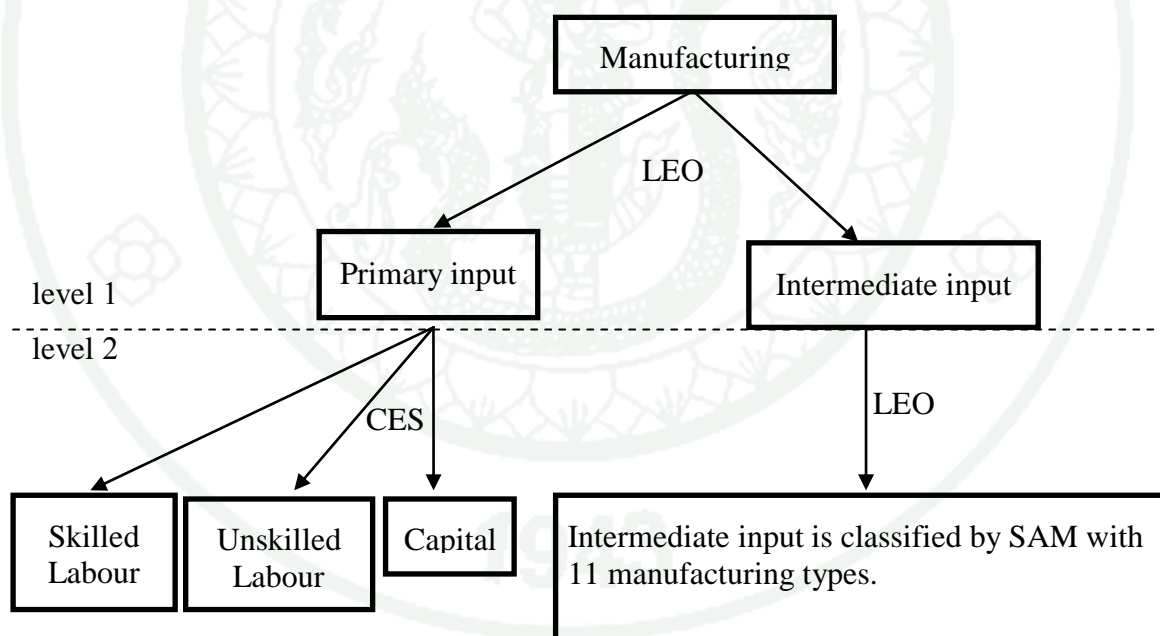 Manufacturing
LEO
Primary input
Intermediate input
level 1
level 2
CES
LEO
Skilled
Labour
Unskilled
Labour
Capital
Intermediate input is classified by SAM with
11 manufacturing types.
1943